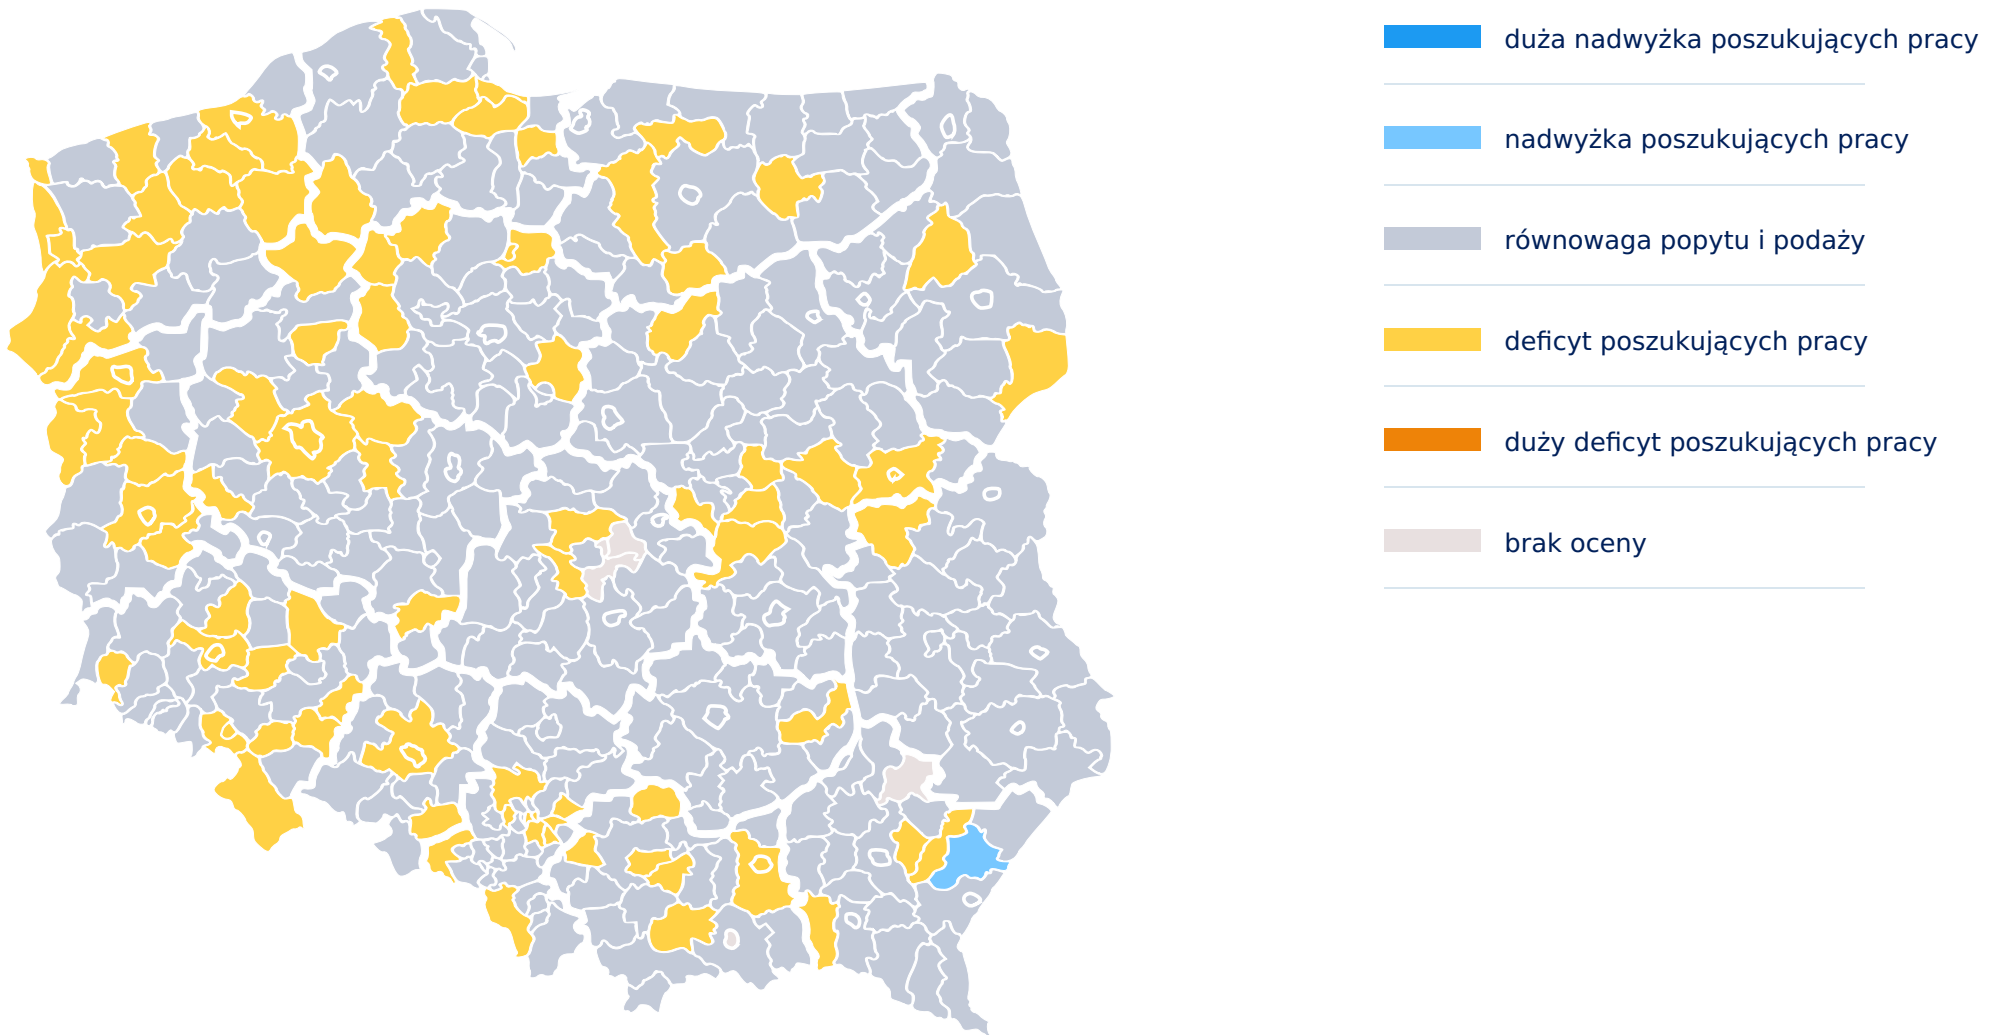 duża nadwyżka poszukujących pracy
nadwyżka poszukujących pracy
równowaga popytu i podaży
deficyt poszukujących pracy
duży deficyt poszukujących pracy
brak oceny